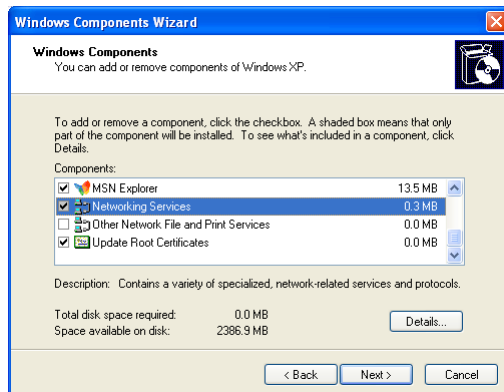 Windows Components Wizard
Windows Components
You can add or remove components of Windows XP.
To add or remove a component, click the checkbox. A shaded box means that only
part of the component will be installed. To see what's included in a component, click
Details.
Components:
MSN Explorer 13.5 MB
Networking Services 0.3 MB
Other Network File and Print Services 0.0 MB
Update Root Certificates 0.0 MB
Description: Contains a variety of specialized, network-related services and protocols.
Total disk space required: 0.0 MB
Space available on disk: 2386.9 MB
Details...
< Back Next > Cancel